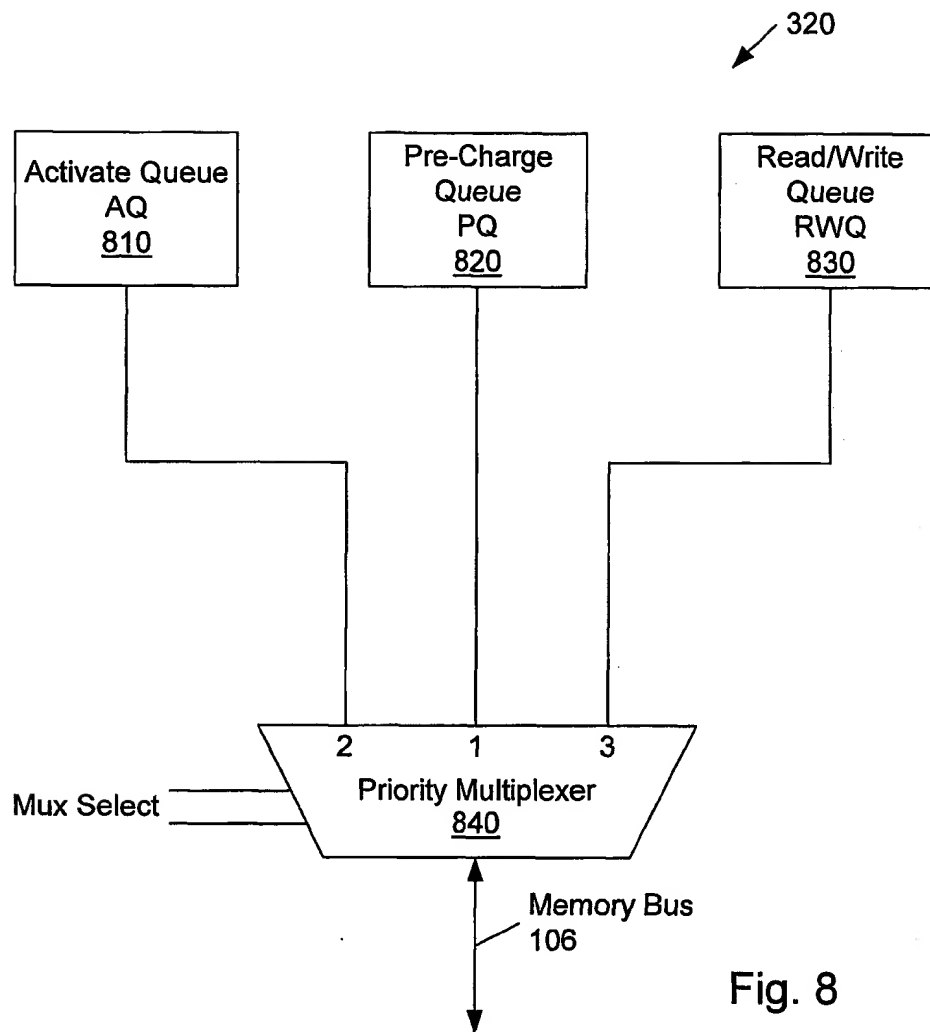 320
Activate Queue
AQ
810
Pre-Charge
Queue
PQ
820
Read/Write
Queue
RWQ
830
2 1 3
Priority Multiplexer
840
Mux Select
Memory Bus
106
Fig. 8